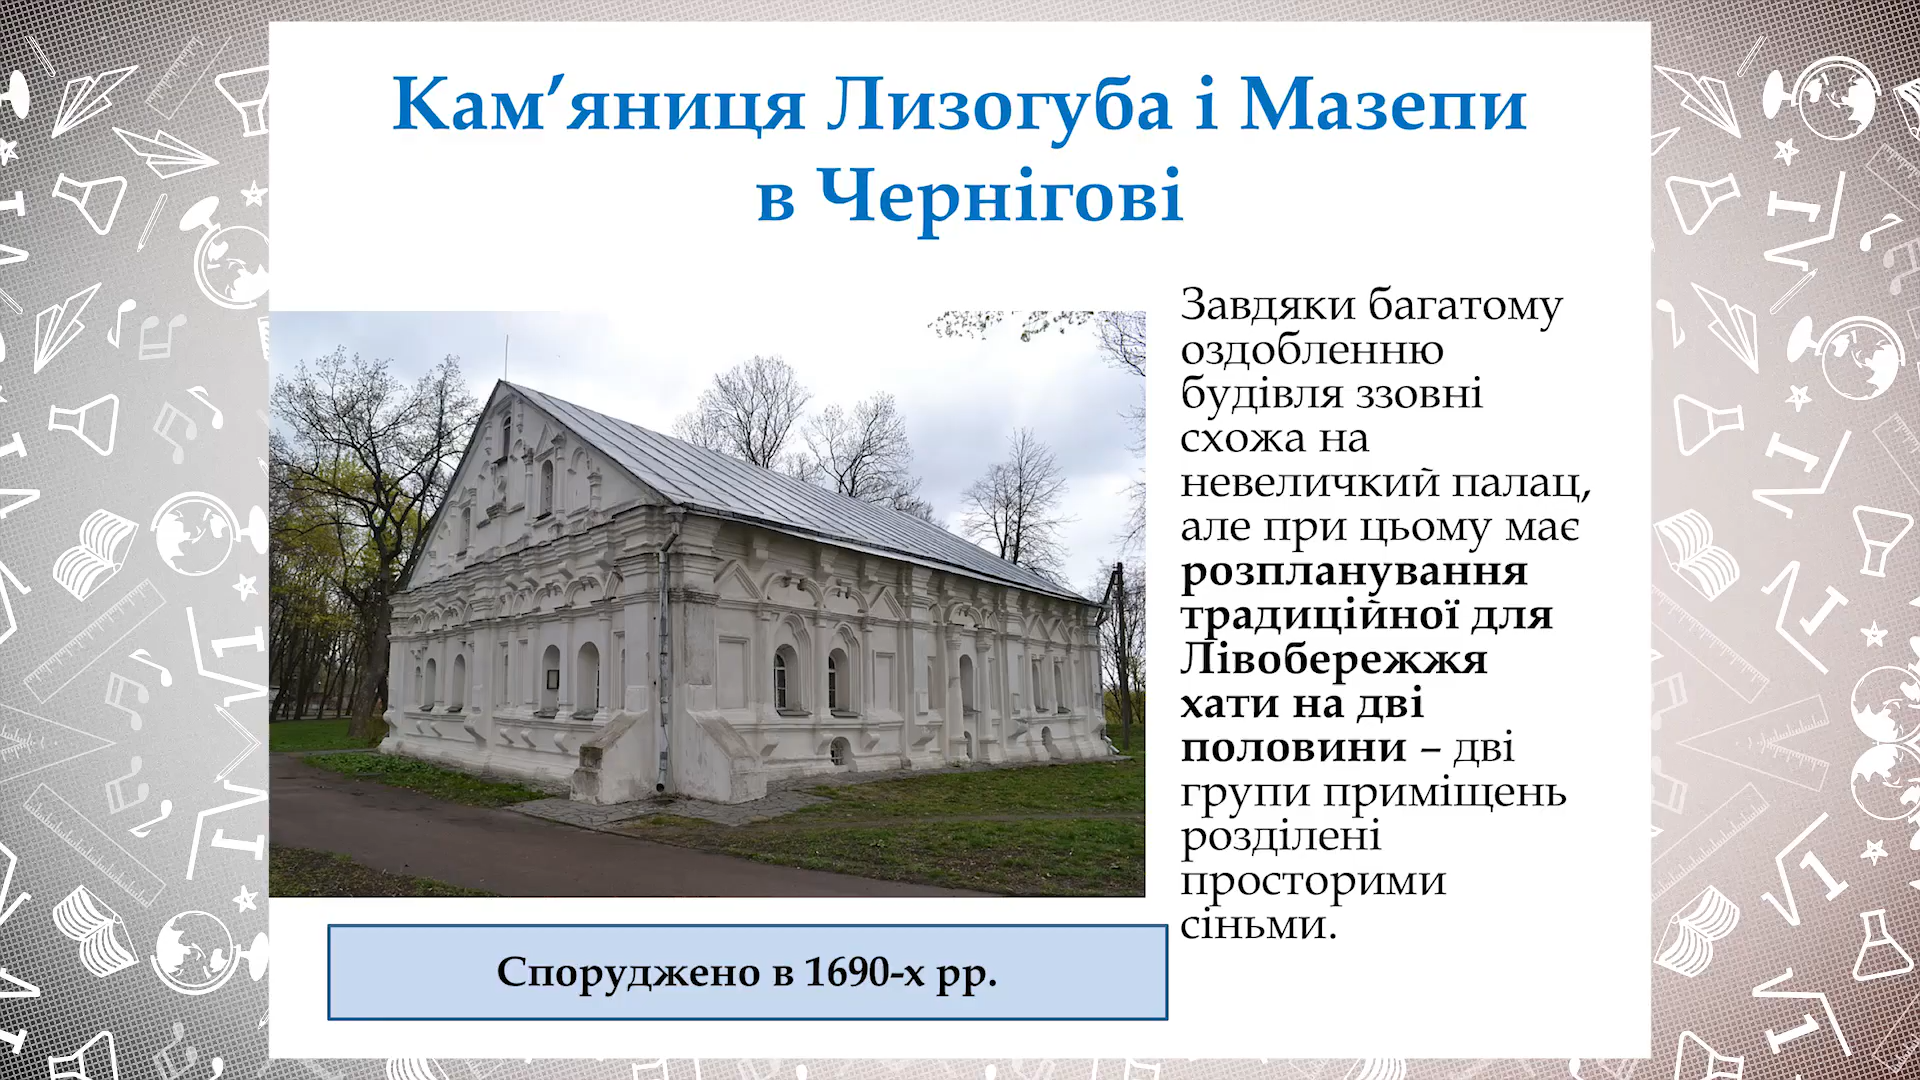 Кам’яниця Лизогуба і Мазепи
в Чернігові
Завдяки багатому
оздобленню
будівля ззовні
схожа на
невеличкий палац,
але при цьому має
розпланування
традиційної для
Лівобережжя
хати на дві
половини – дві
групи приміщень
розділені
просторими
сіньми.
Споруджено в 1690-х рр.